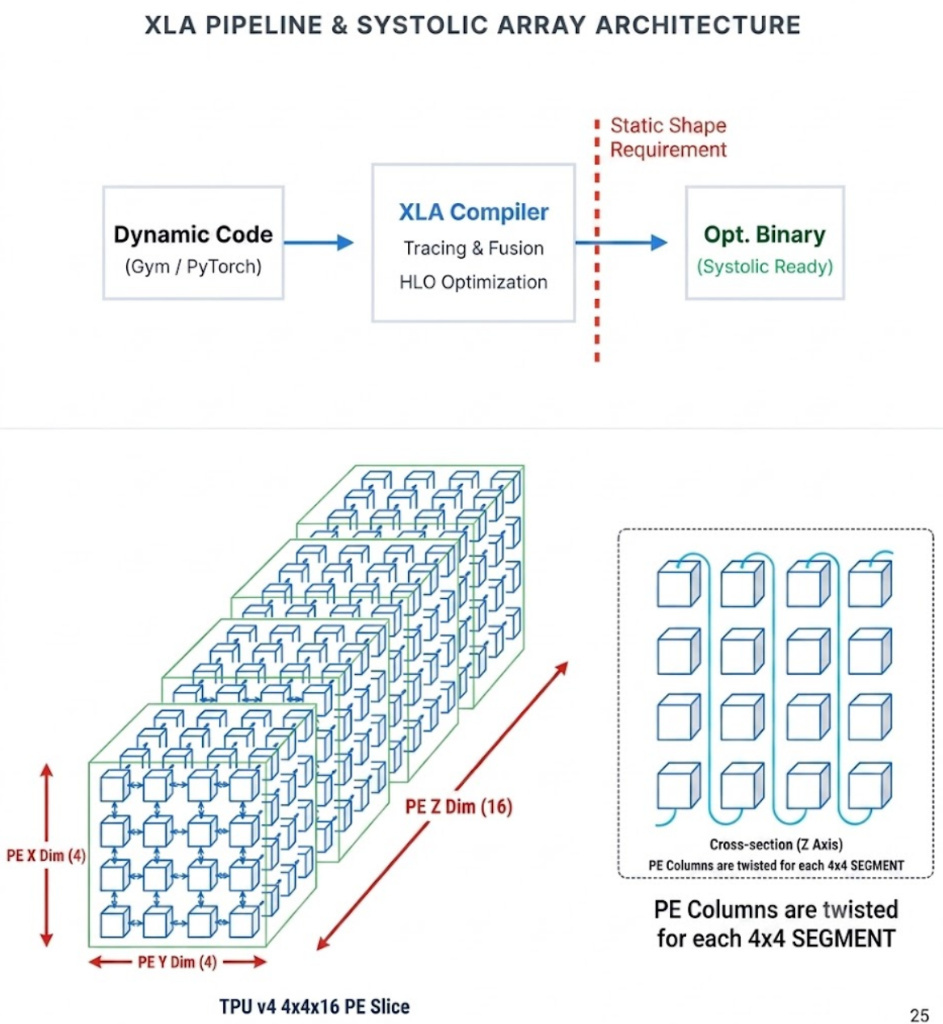 XLA PIPELINE & SYSTOLIC ARRAY ARCHITECTURE
Static Shape
Requirement
Dynamic Code
(Gym / PyTorch)
XLA Compiler
Tracing & Fusion
HLO Optimization
Opt. Binary
(Systolic Ready)
PE X Dim (4)
PE Y Dim (4)
PE Z Dim (16)
TPU v4 4x4x16 PE Slice
Cross-section (Z Axis)
PE Columns are twisted for each 4x4 SEGMENT
PE Columns are twisted
for each 4x4 SEGMENT
25